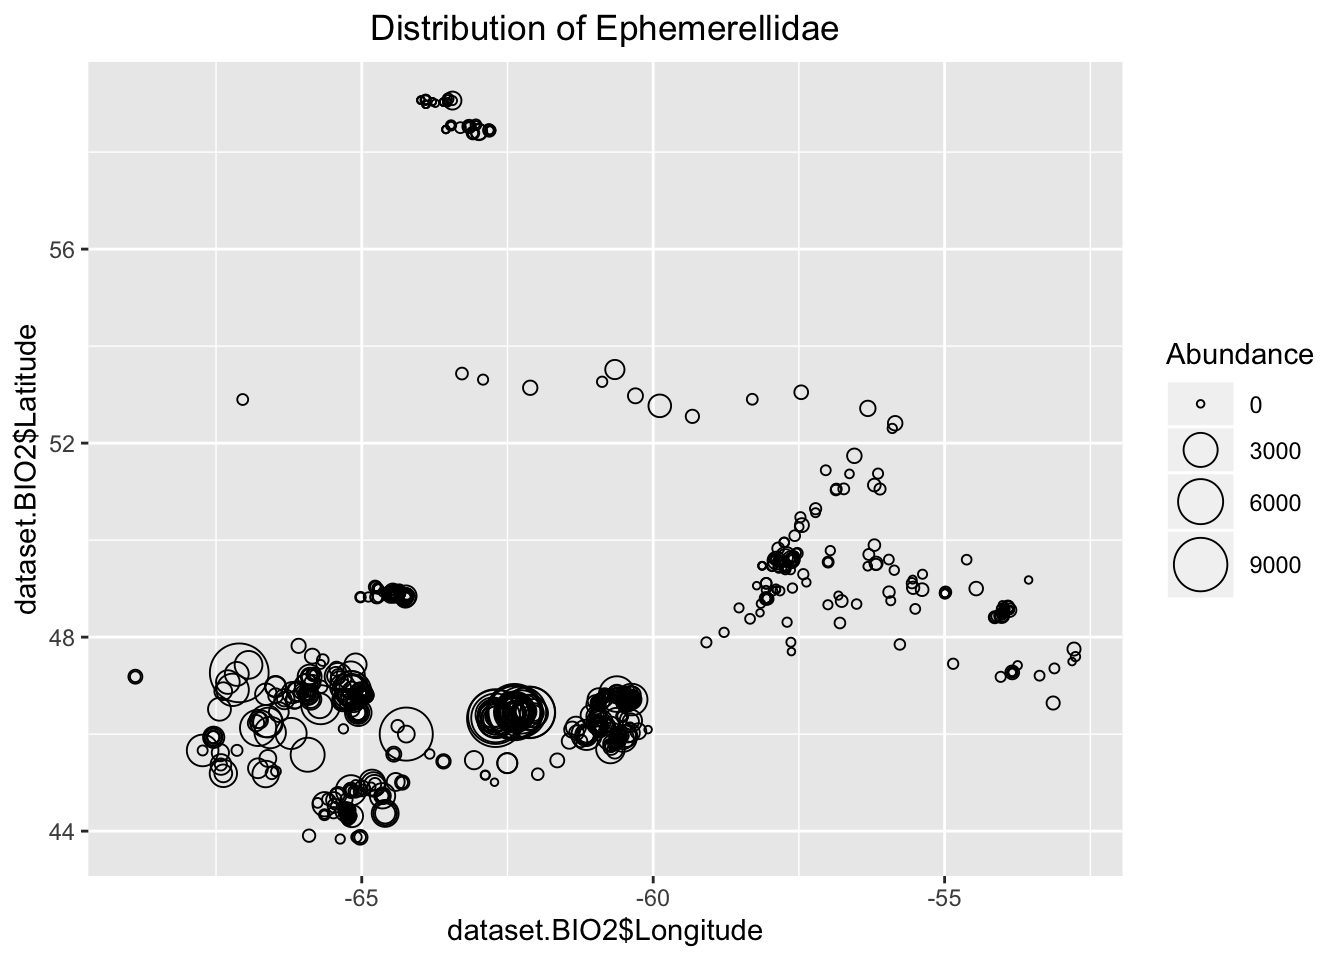 Distribution of Ephemerellidae
56
52
48
44
dataset.BIO2$Latitude
-65
-60
-55
dataset.BIO2$Longitude
Abundance
0
3000
6000
9000